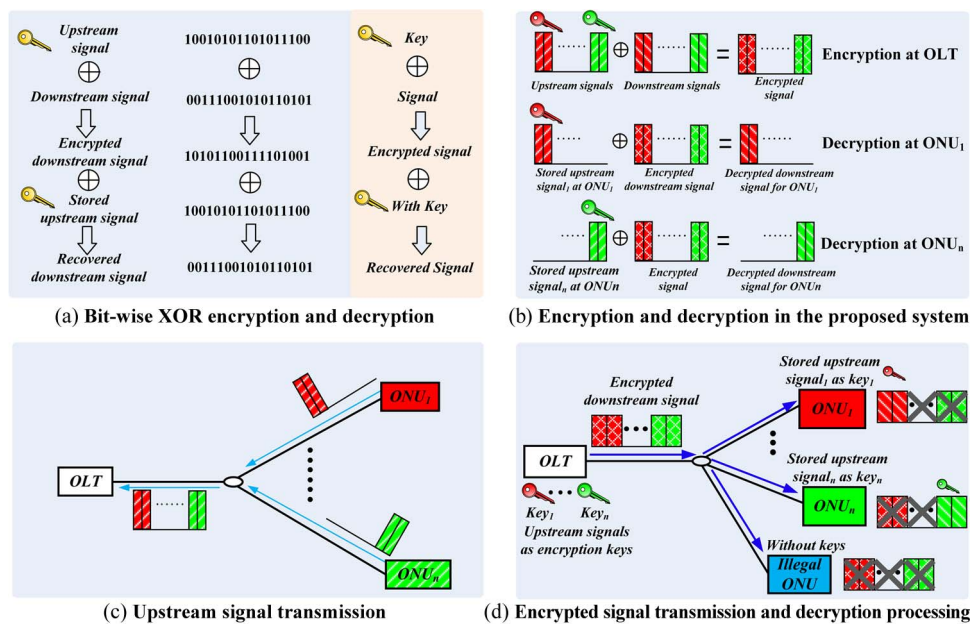 Upstream
signal
Downstream signal
Encrypted
downstream signal
Stored
upstream signal
Recovered
downstream signal
10010101101011100
00111001010110101
10101100111101001
10010101101011100
00111001010110101
Key
Signal
Encrypted signal
With Key
Recovered Signal
(a) Bit-wise XOR encryption and decryption
Encryption at OLT
Upstream signals
Downstream signals
Encrypted
signal
Decryption at ONU₁
Stored upstream
signal₁ at ONU₁
Encrypted
downstream signal
Decrypted downstream
signal for ONU₁
Decryption at ONUₙ
Stored upstream
signalₙ at ONUn
Encrypted
signal
Decrypted downstream
signal for ONUn
(b) Encryption and decryption in the proposed system
ONU₁
OLT
ONUₙ
(c) Upstream signal transmission
Stored upstream
signal₁ as key₁
Encrypted
downstream signal
ONU₁
OLT
Stored upstream
signalₙ as keyₙ
Key₁
Keyₙ
ONUₙ
Upstream signals
as encryption keys
Without keys
Illegal
ONU
(d) Encrypted signal transmission and decryption processing